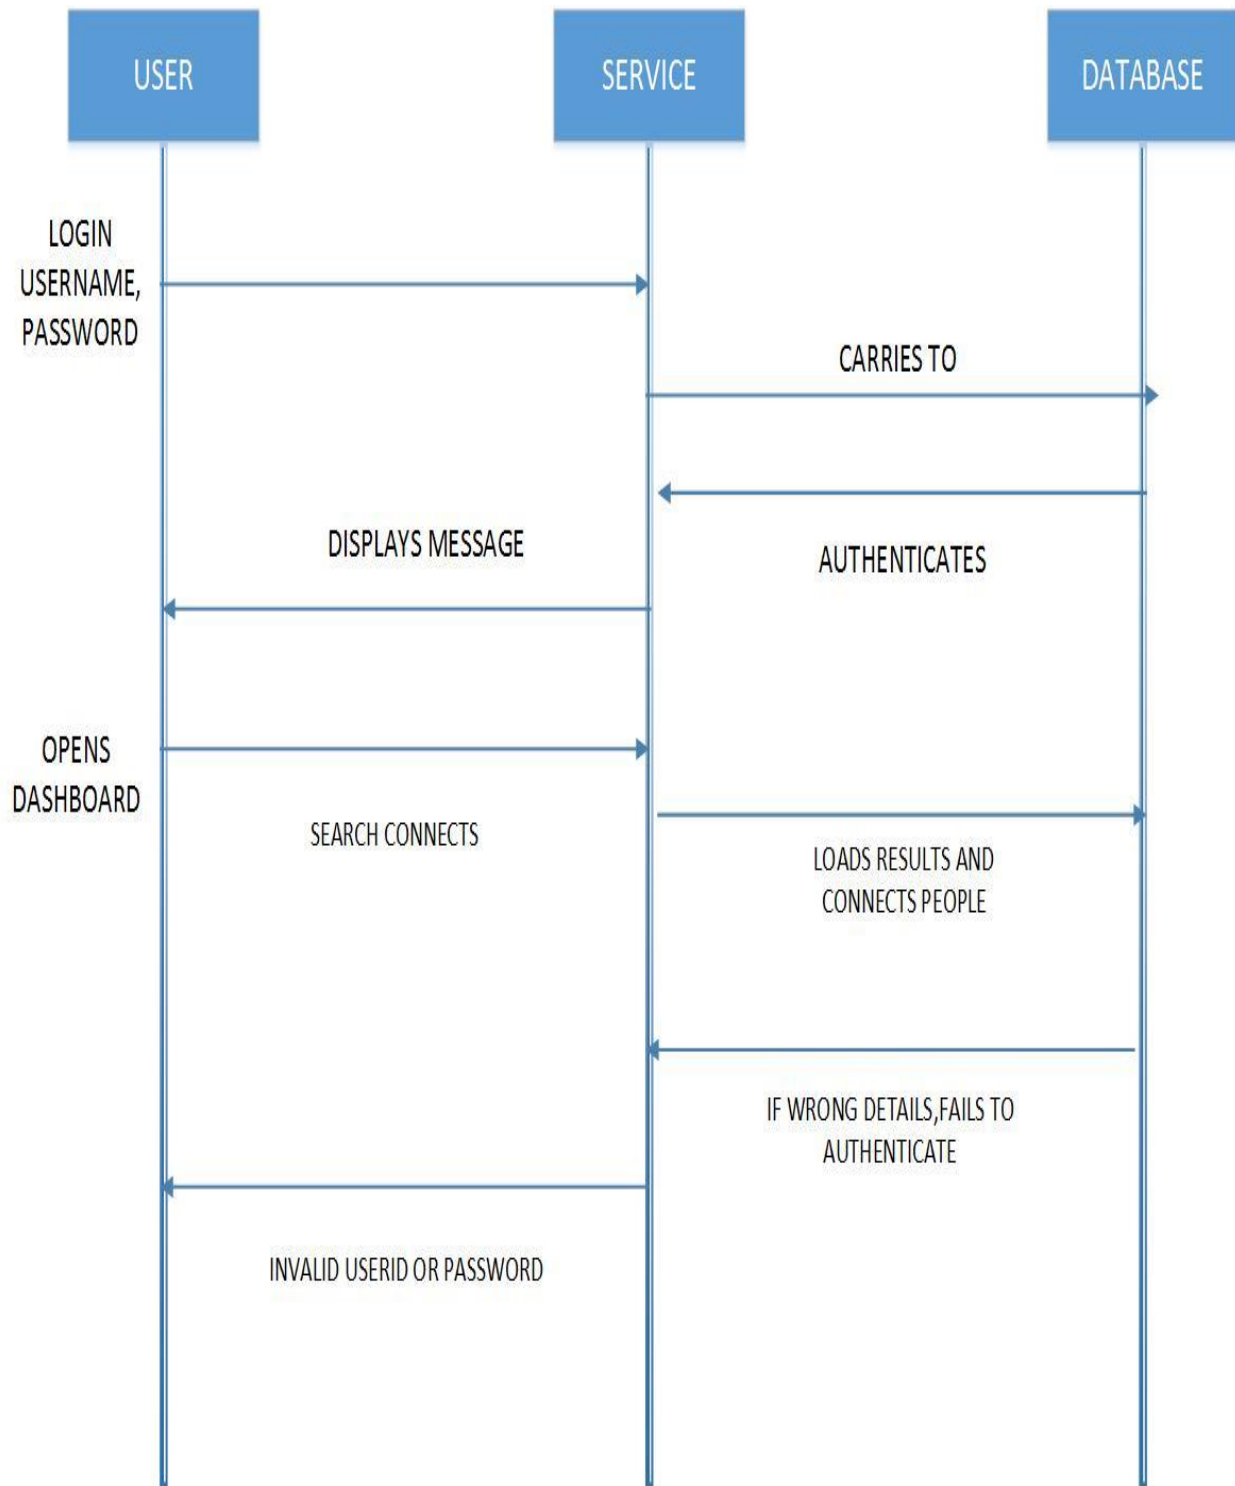 USER
SERVICE
DATABASE
LOGIN
USERNAME,
PASSWORD
CARRIES TO
DISPLAYS MESSAGE
AUTHENTICATES
OPENS
DASHBOARD
SEARCH CONNECTS
LOADS RESULTS AND
CONNECTS PEOPLE
IF WRONG DETAILS,FAILS TO
AUTHENTICATE
INVALID USERID OR PASSWORD